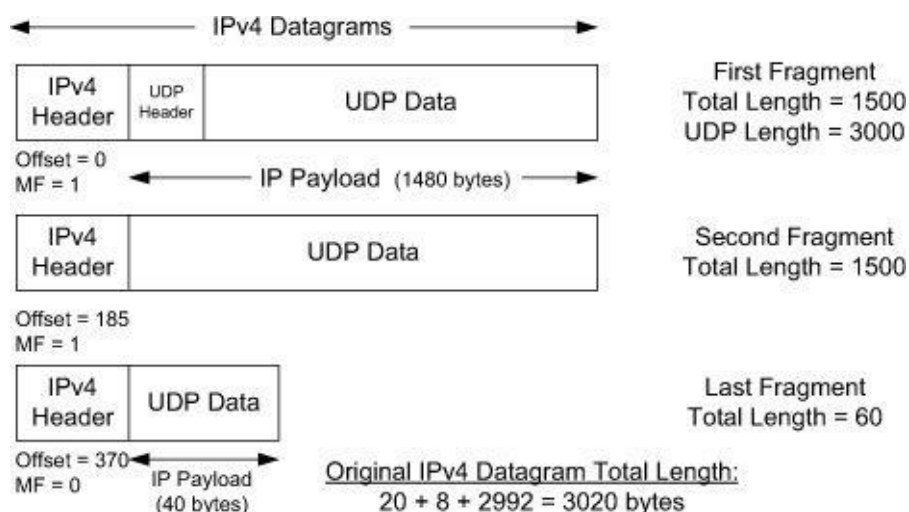 IPv4 Datagrams
IPv4
Header
UDP
Header
UDP Data
First Fragment
Total Length = 1500
UDP Length = 3000
Offset = 0
MF = 1
IP Payload (1480 bytes)
IPv4
Header
UDP Data
Second Fragment
Total Length = 1500
Offset = 185
MF = 1
IPv4
Header
UDP Data
Last Fragment
Total Length = 60
Offset = 370
MF = 0
IP Payload
(40 bytes)
Original IPv4 Datagram Total Length:
20 + 8 + 2992 = 3020 bytes